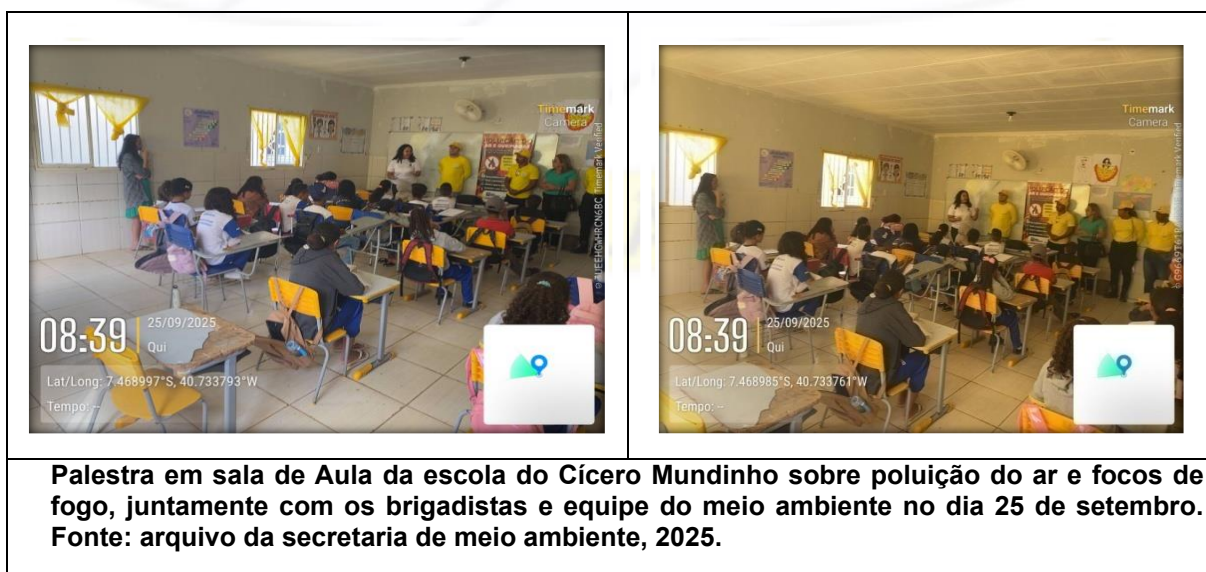 Timemark
Camera
@ Timemark Verified
08:39
25/09/2025
Qui
Lat/Long: 7.468997°S, 40.733793°W
Tempo: --
Timemark
Camera
08:39
25/09/2025
Qui
Lat/Long: 7.468985°S, 40.733761°W
Tempo: --
Palestra em sala de Aula da escola do Cícero Mundinho sobre poluição do ar e focos de
fogo, juntamente com os brigadistas e equipe do meio ambiente no dia 25 de setembro.
Fonte: arquivo da secretaria de meio ambiente, 2025.